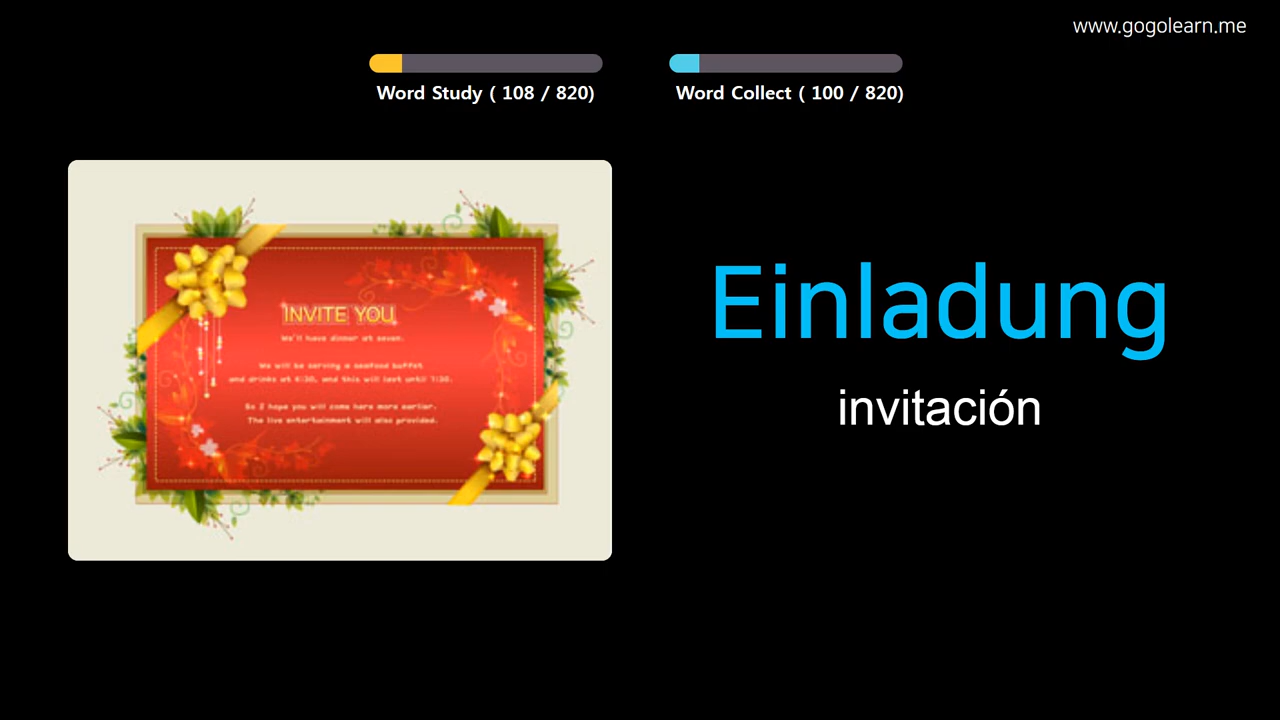 www.gogolearn.me
Word Study ( 108 / 820)
Word Collect ( 100 / 820)
INVITE YOU
We'll have dinner at seven.
We will be serving a seafood buffet
and drinks at 6:30, and this will last until 1:30.
So I hope you will come here more earlier.
The live entertainment will also provided.
Einladung
invitación